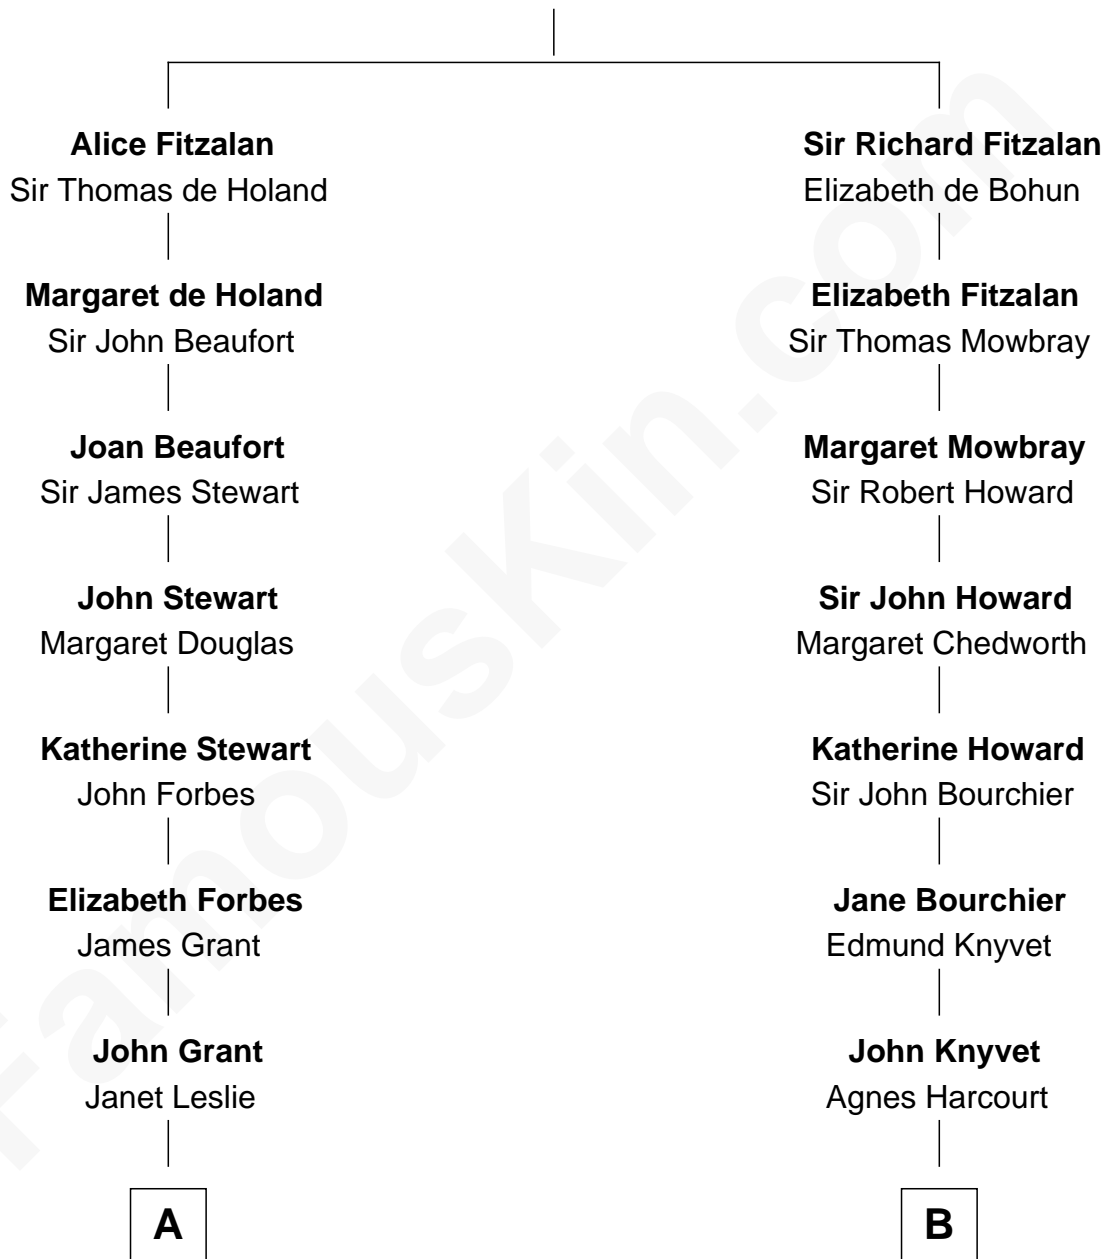 Alice Fitzalan
Sir Thomas de Holand
Margaret de Holand
Sir John Beaufort
Joan Beaufort
Sir James Stewart
John Stewart
Margaret Douglas
Katherine Stewart
John Forbes
Elizabeth Forbes
James Grant
John Grant
Janet Leslie
A
Sir Richard Fitzalan
Elizabeth de Bohun
Elizabeth Fitzalan
Sir Thomas Mowbray
Margaret Mowbray
Sir Robert Howard
Sir John Howard
Margaret Chedworth
Katherine Howard
Sir John Bourchier
Jane Bourchier
Edmund Knyvet
John Knyvet
Agnes Harcourt
B
FamousKin.com